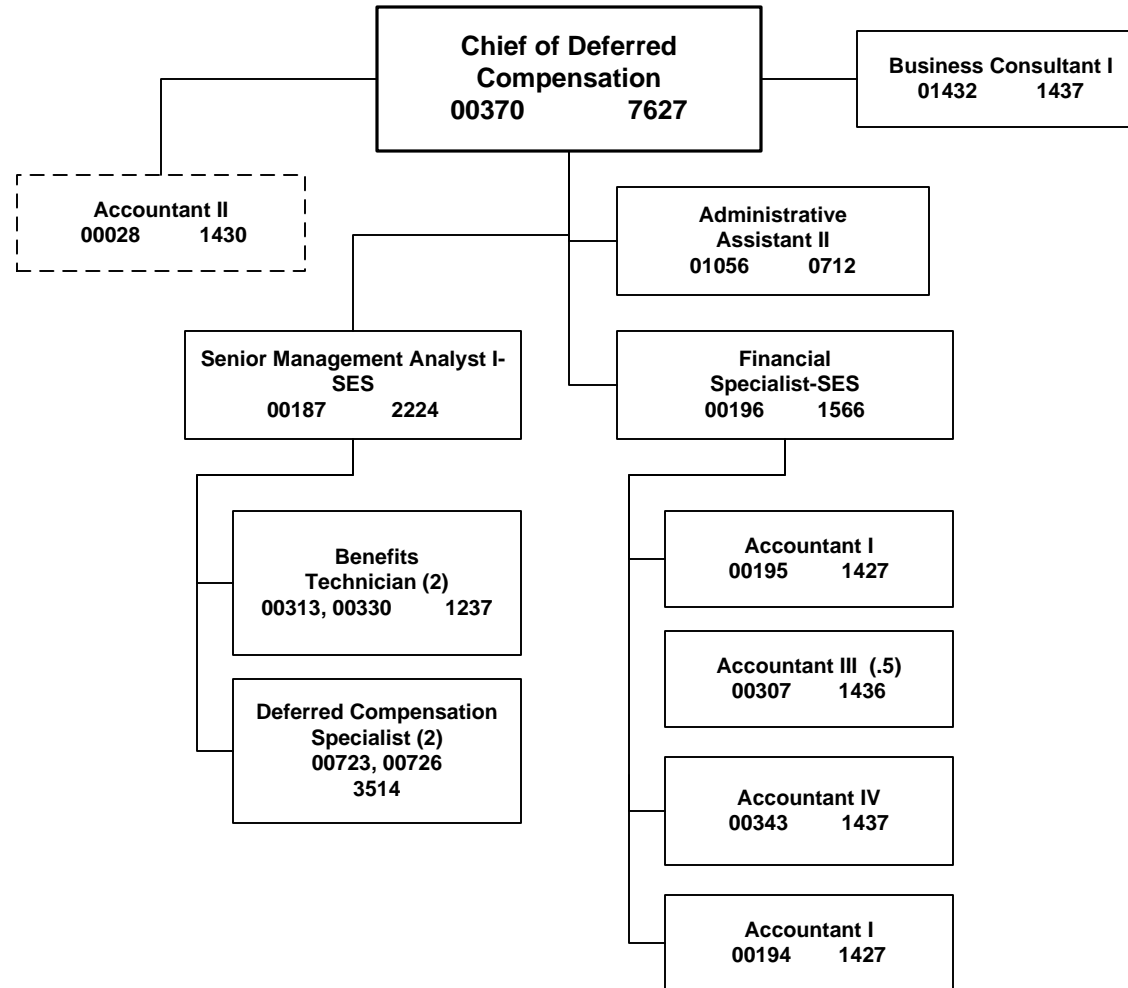 Chief of Deferred
Compensation
00370 7627
Business Consultant I
01432 1437
Accountant II
00028 1430
Administrative
Assistant II
01056 0712
Senior Management Analyst I-
SES
00187 2224
Financial
Specialist-SES
00196 1566
Benefits
Technician (2)
00313, 00330 1237
Deferred Compensation
Specialist (2)
00723, 00726
3514
Accountant I
00195 1427
Accountant III (.5)
00307 1436
Accountant IV
00343 1437
Accountant I
00194 1427